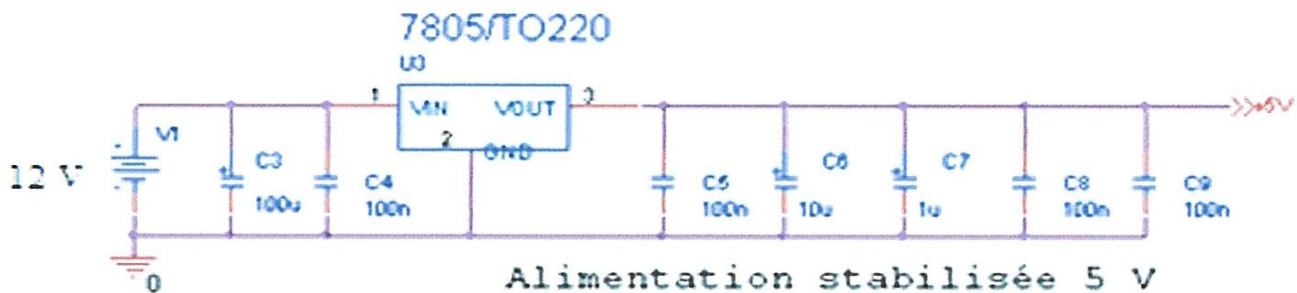 7805/TO220
U3
1
VIN
VOUT
3
2
GND
V1
12 V
C3
100u
C4
100n
C5
100n
C6
10u
C7
1u
C8
100n
C9
100n
+5V
0
Alimentation stabilisée 5 V